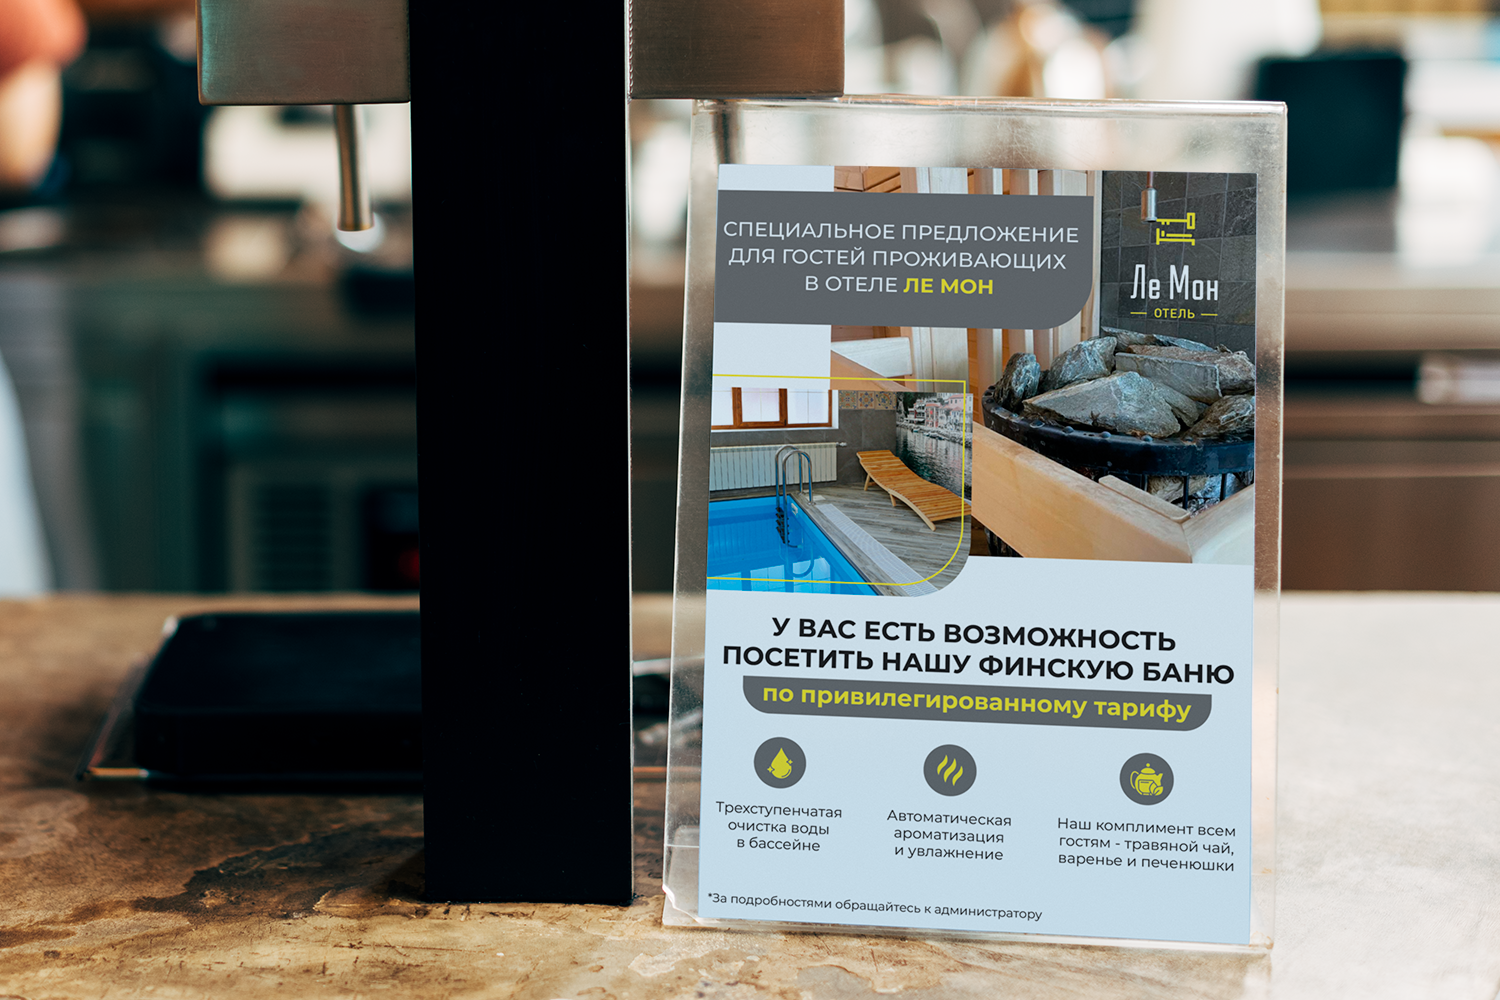 СПЕЦИАЛЬНОЕ ПРЕДЛОЖЕНИЕ
ДЛЯ ГОСТЕЙ ПРОЖИВАЮЩИХ
В ОТЕЛЕ ЛЕ МОН
Ле Мон
ОТЕЛЬ
У ВАС ЕСТЬ ВОЗМОЖНОСТЬ
ПОСЕТИТЬ НАШУ ФИНСКУЮ БАНЮ
по привилегированному тарифу
Трехступенчатая
очистка воды
в бассейне
Автоматическая
ароматизация
и увлажнение
Наш комплимент всем
гостям - травяной чай,
варенье и печенюшки
*За подробностями обращайтесь к администратору